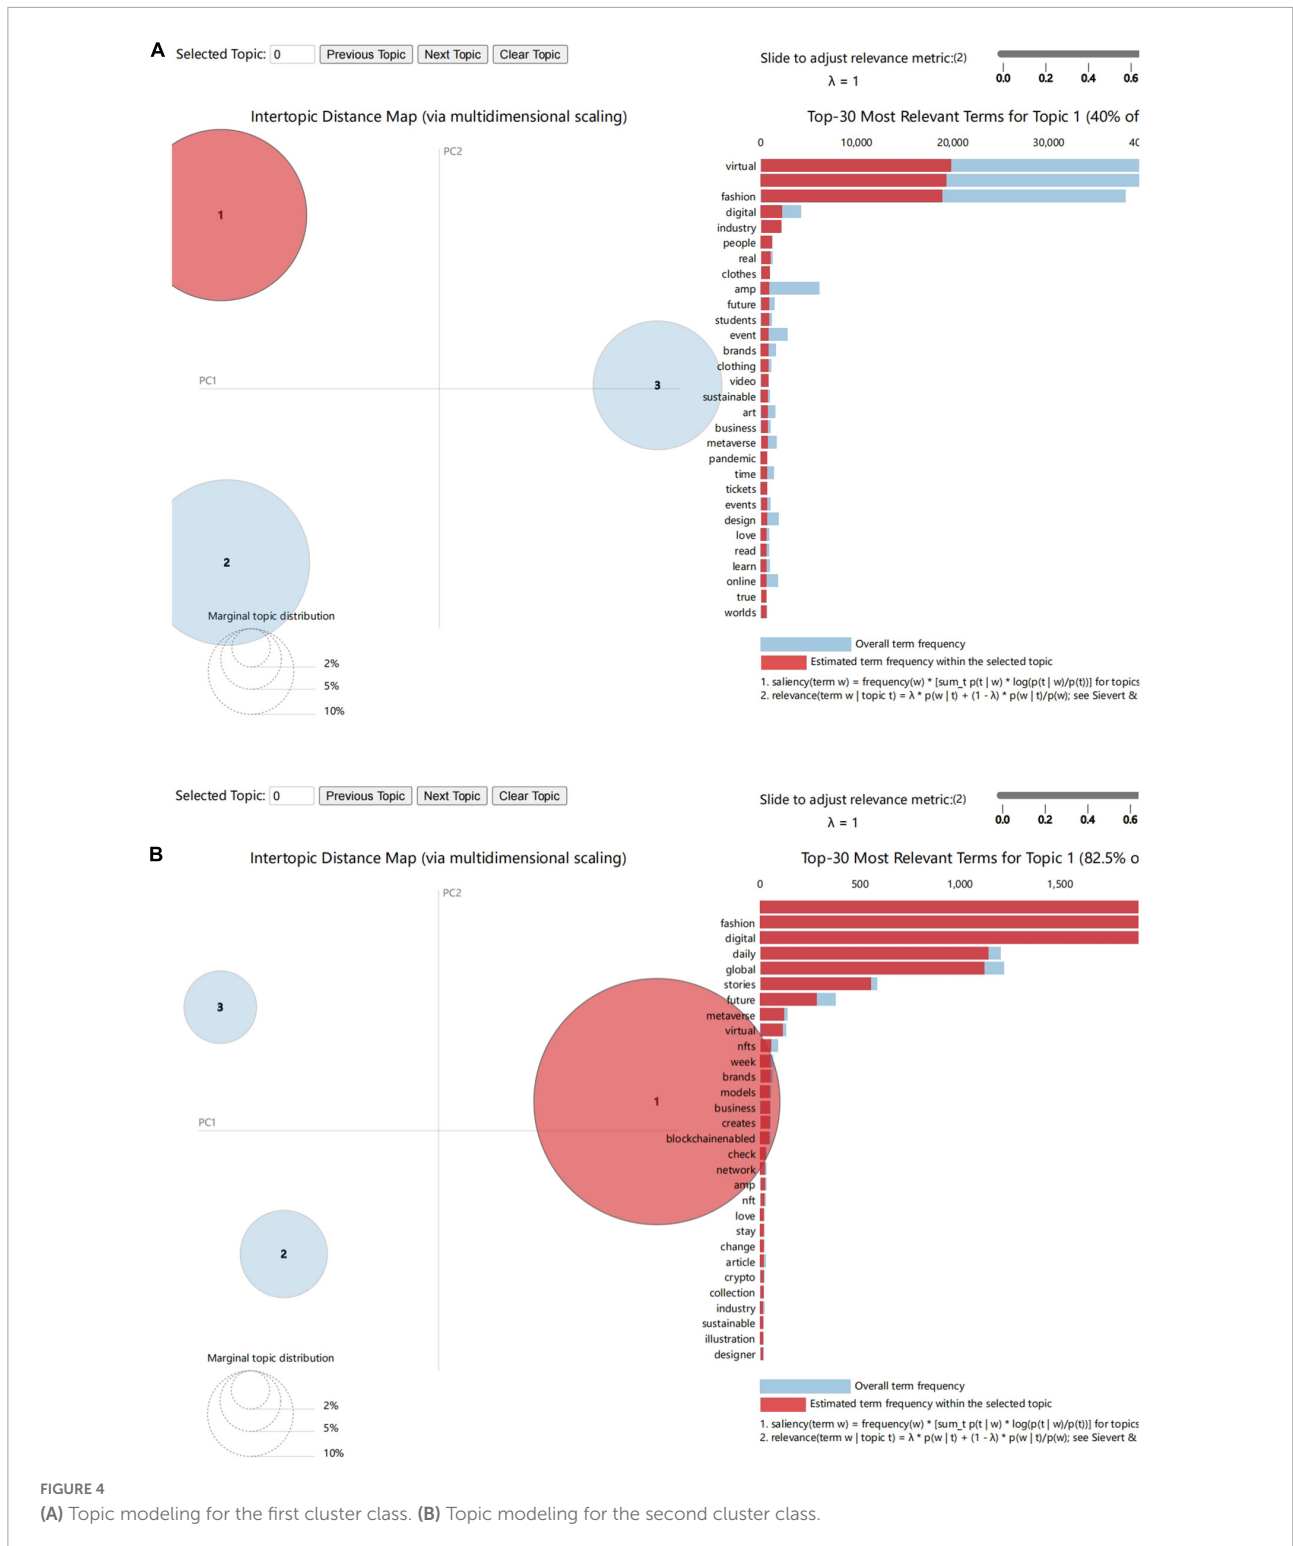 A
Selected Topic: 0 Previous Topic Next Topic Clear Topic
Slide to adjust relevance metric:(2)
λ = 1
0.0 0.2 0.4 0.6
Intertopic Distance Map (via multidimensional scaling)
PC2
PC1
1
3
2
Marginal topic distribution
2%
5%
10%
Top-30 Most Relevant Terms for Topic 1 (40% of
0 10,000 20,000 30,000 40
virtual
fashion
digital
industry
people
real
clothes
amp
future
students
event
brands
clothing
video
sustainable
art
business
metaverse
pandemic
time
tickets
events
design
love
read
learn
online
true
worlds
Overall term frequency
Estimated term frequency within the selected topic
1. saliency(term w) = frequency(w) * [sum_t p(t | w) * log(p(t | w)/p(t))] for topics
2. relevance(term w | topic t) = λ * p(w | t) + (1 - λ) * p(w | t)/p(w); see Sievert &
Selected Topic: 0 Previous Topic Next Topic Clear Topic
Slide to adjust relevance metric:(2)
λ = 1
0.0 0.2 0.4 0.6
B
Intertopic Distance Map (via multidimensional scaling)
PC2
PC1
3
1
2
Marginal topic distribution
2%
5%
10%
Top-30 Most Relevant Terms for Topic 1 (82.5% o
0 500 1,000 1,500
fashion
digital
daily
global
stories
future
metaverse
virtual
nfts
week
brands
models
business
creates
blockchainenabled
check
network
amp
nft
love
stay
change
article
crypto
collection
industry
sustainable
illustration
designer
Overall term frequency
Estimated term frequency within the selected topic
1. saliency(term w) = frequency(w) * [sum_t p(t | w) * log(p(t | w)/p(t))] for topics
2. relevance(term w | topic t) = λ * p(w | t) + (1 - λ) * p(w | t)/p(w); see Sievert &
FIGURE 4
(A) Topic modeling for the first cluster class. (B) Topic modeling for the second cluster class.